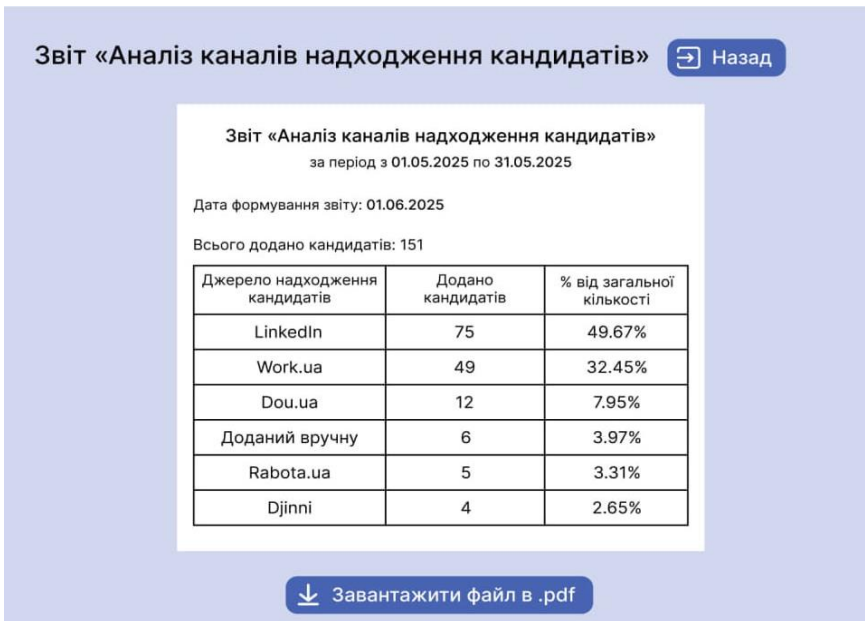 Звіт «Аналіз каналів надходження кандидатів» Назад
Звіт «Аналіз каналів надходження кандидатів»
за період з 01.05.2025 по 31.05.2025
Дата формування звіту: 01.06.2025
Всього додано кандидатів: 151
Джерело надходження кандидатів Додано кандидатів % від загальної кількості
LinkedIn 75 49.67%
Work.ua 49 32.45%
Dou.ua 12 7.95%
Доданий вручну 6 3.97%
Rabota.ua 5 3.31%
Djinni 4 2.65%
Завантажити файл в .pdf